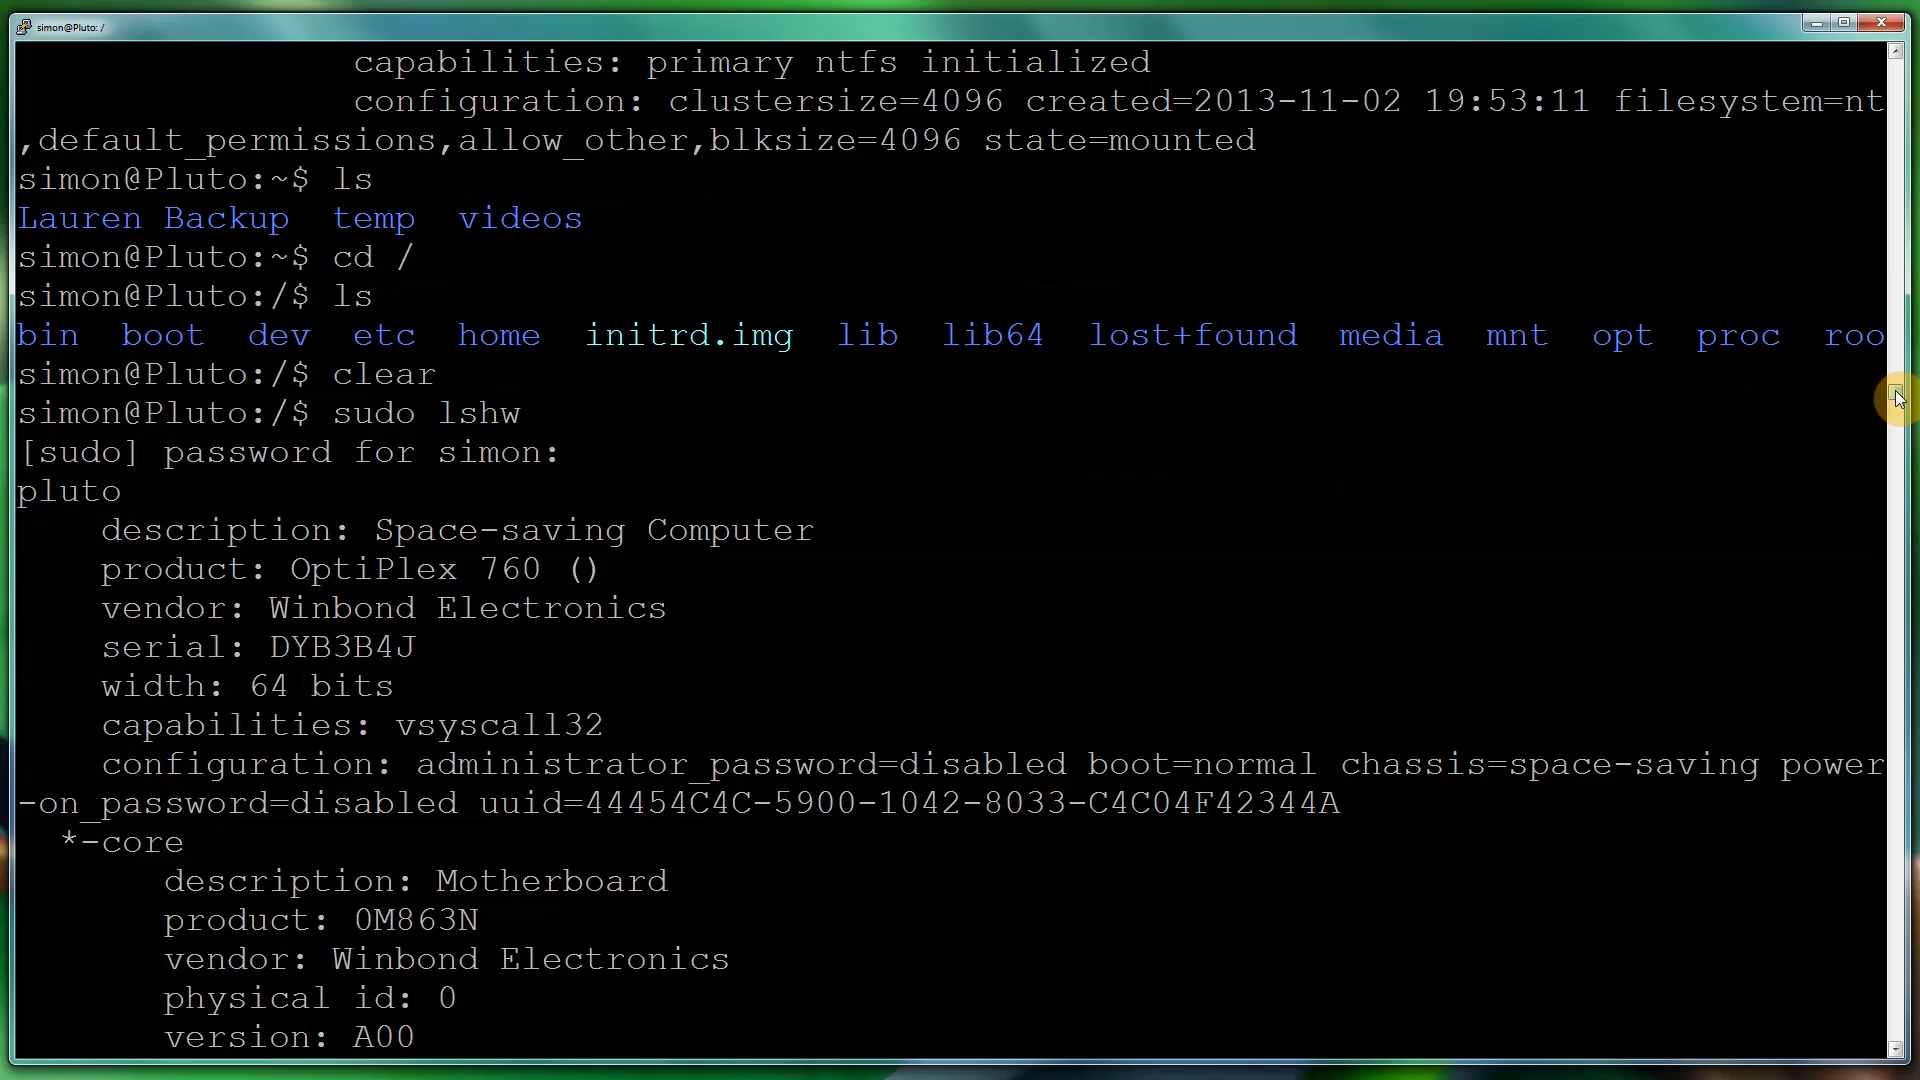 simon@Pluto: /
capabilities: primary ntfs initialized
configuration: clustersize=4096 created=2013-11-02 19:53:11 filesystem=nt
,default_permissions,allow_other,blksize=4096 state=mounted
simon@Pluto:~$ ls
Lauren Backup  temp  videos
simon@Pluto:~$ cd /
simon@Pluto:/$ ls
bin  boot  dev  etc  home  initrd.img  lib  lib64  lost+found  media  mnt  opt  proc  roo
simon@Pluto:/$ clear
simon@Pluto:/$ sudo lshw
[sudo] password for simon:
pluto
description: Space-saving Computer
product: OptiPlex 760 ()
vendor: Winbond Electronics
serial: DYB3B4J
width: 64 bits
capabilities: vsyscall32
configuration: administrator_password=disabled boot=normal chassis=space-saving power
-on_password=disabled uuid=44454C4C-5900-1042-8033-C4C04F42344A
*-core
description: Motherboard
product: 0M863N
vendor: Winbond Electronics
physical id: 0
version: A00